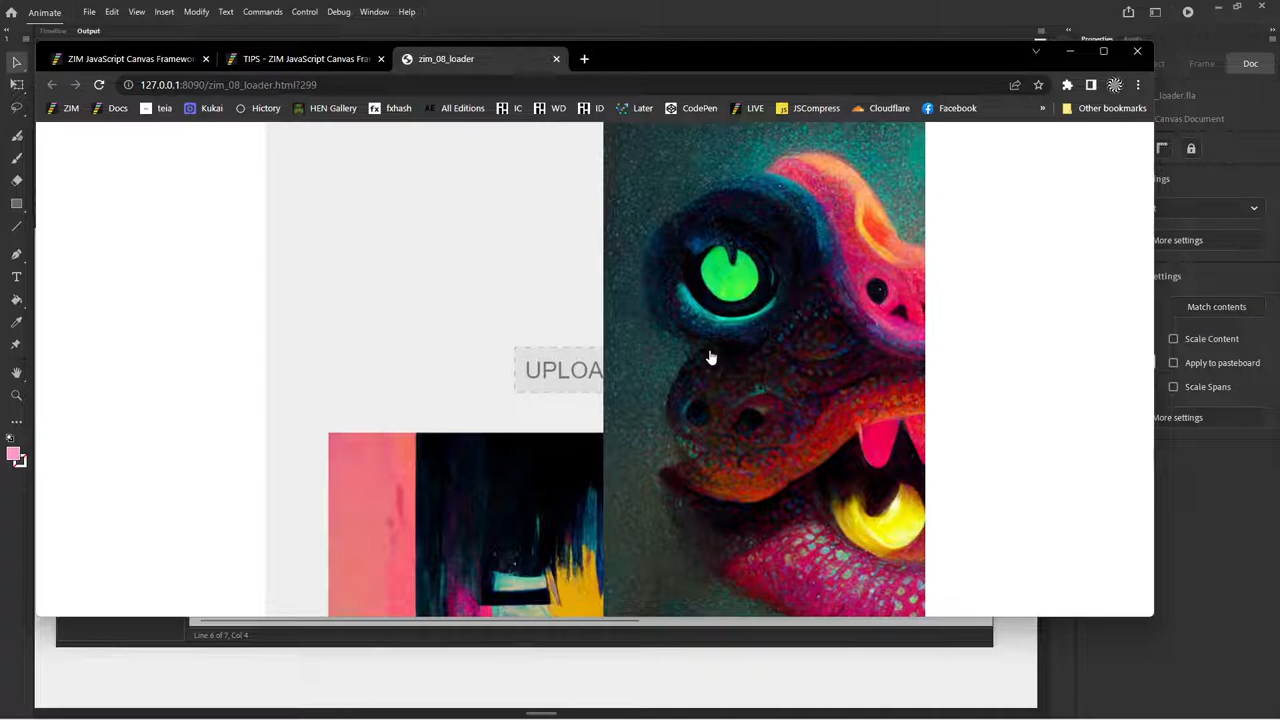 Animate File Edit View Insert Modify Text Commands Control Debug Window Help
Timeline Output
Properties
ZIM JavaScript Canvas Framewor
TIPS - ZIM JavaScript Canvas Fra
zim_08_loader
Frame Doc
127.0.0.1:8090/zim_08_loader.html?299
_loader.fla
ZIM Docs teia Kukai Hictory HEN Gallery fxhash All Editions IC WD ID Later CodePen LIVE JSCompress Cloudflare Facebook » Other bookmarks
Canvas Document
More settings
Match contents
Scale Content
Apply to pasteboard
Scale Spans
UPLOA
More settings
Line 6 of 7, Col 4